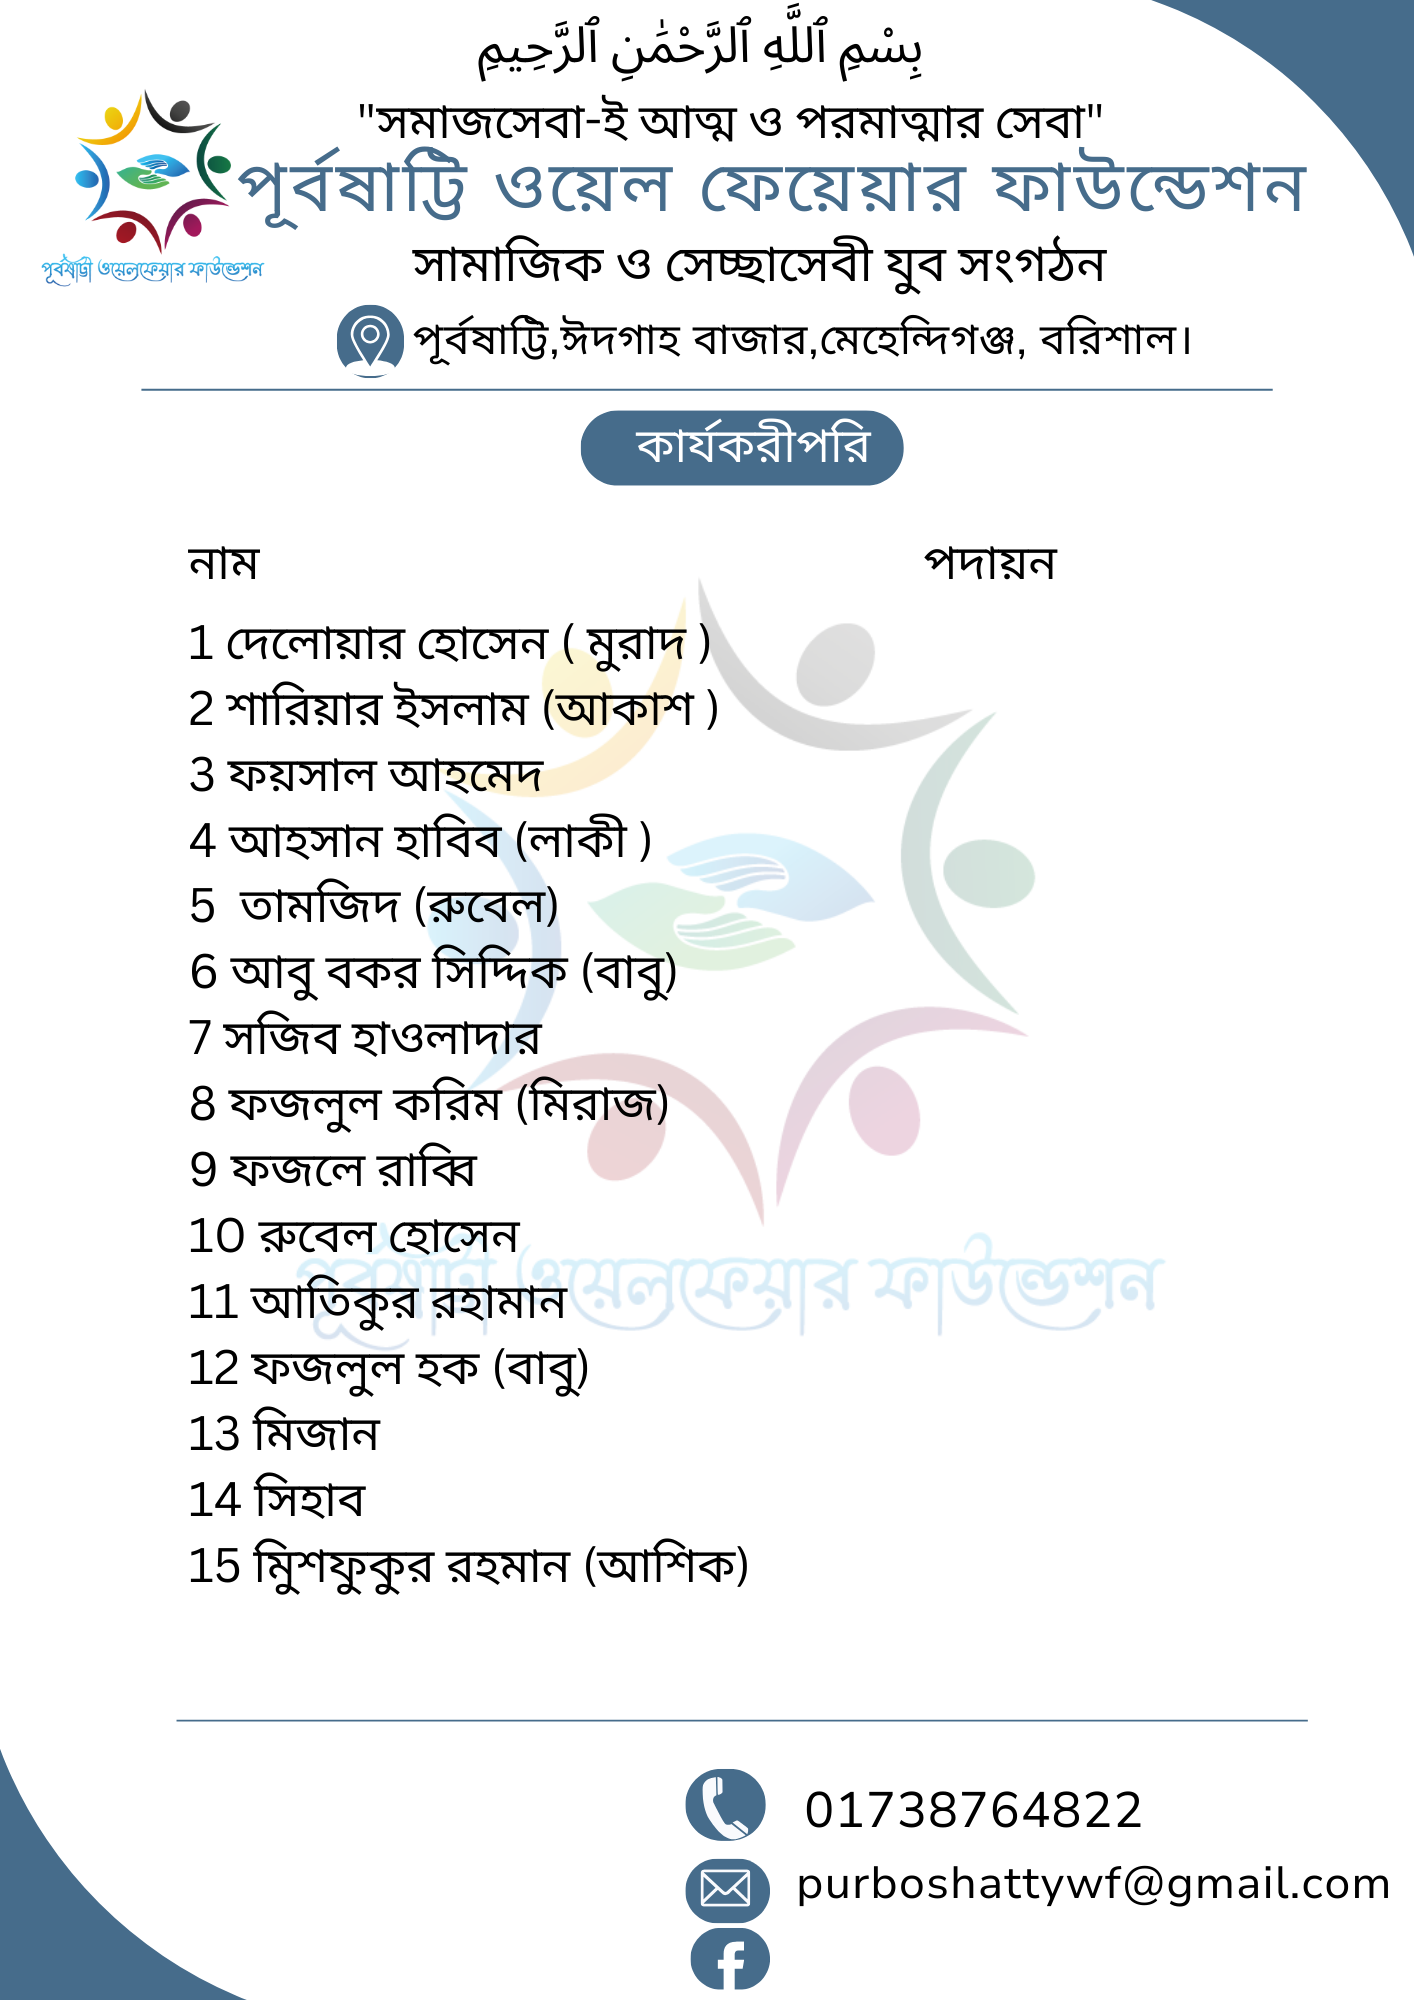 بِسْمِ ٱللَّهِ ٱلرَّحْمَٰنِ ٱلرَّحِيمِ
"সমাজসেবা-ই আত্ম ও পরমাত্মার সেবা"
পূর্বষাট্টি ওয়েল ফেয়েয়ার ফাউন্ডেশন
পূর্বষাট্টী ওয়েলফেয়ার ফাউন্ডেশন
সামাজিক ও সেচ্ছাসেবী যুব সংগঠন
পূর্বষাট্টি,ঈদগাহ বাজার,মেহেন্দিগঞ্জ, বরিশাল।
কার্যকরীপরি
নাম পদায়ন
1 দেলোয়ার হোসেন ( মুরাদ )
2 শারিয়ার ইসলাম (আকাশ )
3 ফয়সাল আহমেদ
4 আহসান হাবিব (লাকী )
5 তামজিদ (রুবেল)
6 আবু বকর সিদ্দিক (বাবু)
7 সজিব হাওলাদার
8 ফজলুল করিম (মিরাজ)
9 ফজলে রাব্বি
10 রুবেল হোসেন
পূর্বষাট্টী ওয়েলফেয়ার ফাউন্ডেশন
11 আতিকুর রহামান
12 ফজলুল হক (বাবু)
13 মিজান
14 সিহাব
15 মিুশফুকুর রহমান (আশিক)
01738764822
purboshattywf@gmail.com